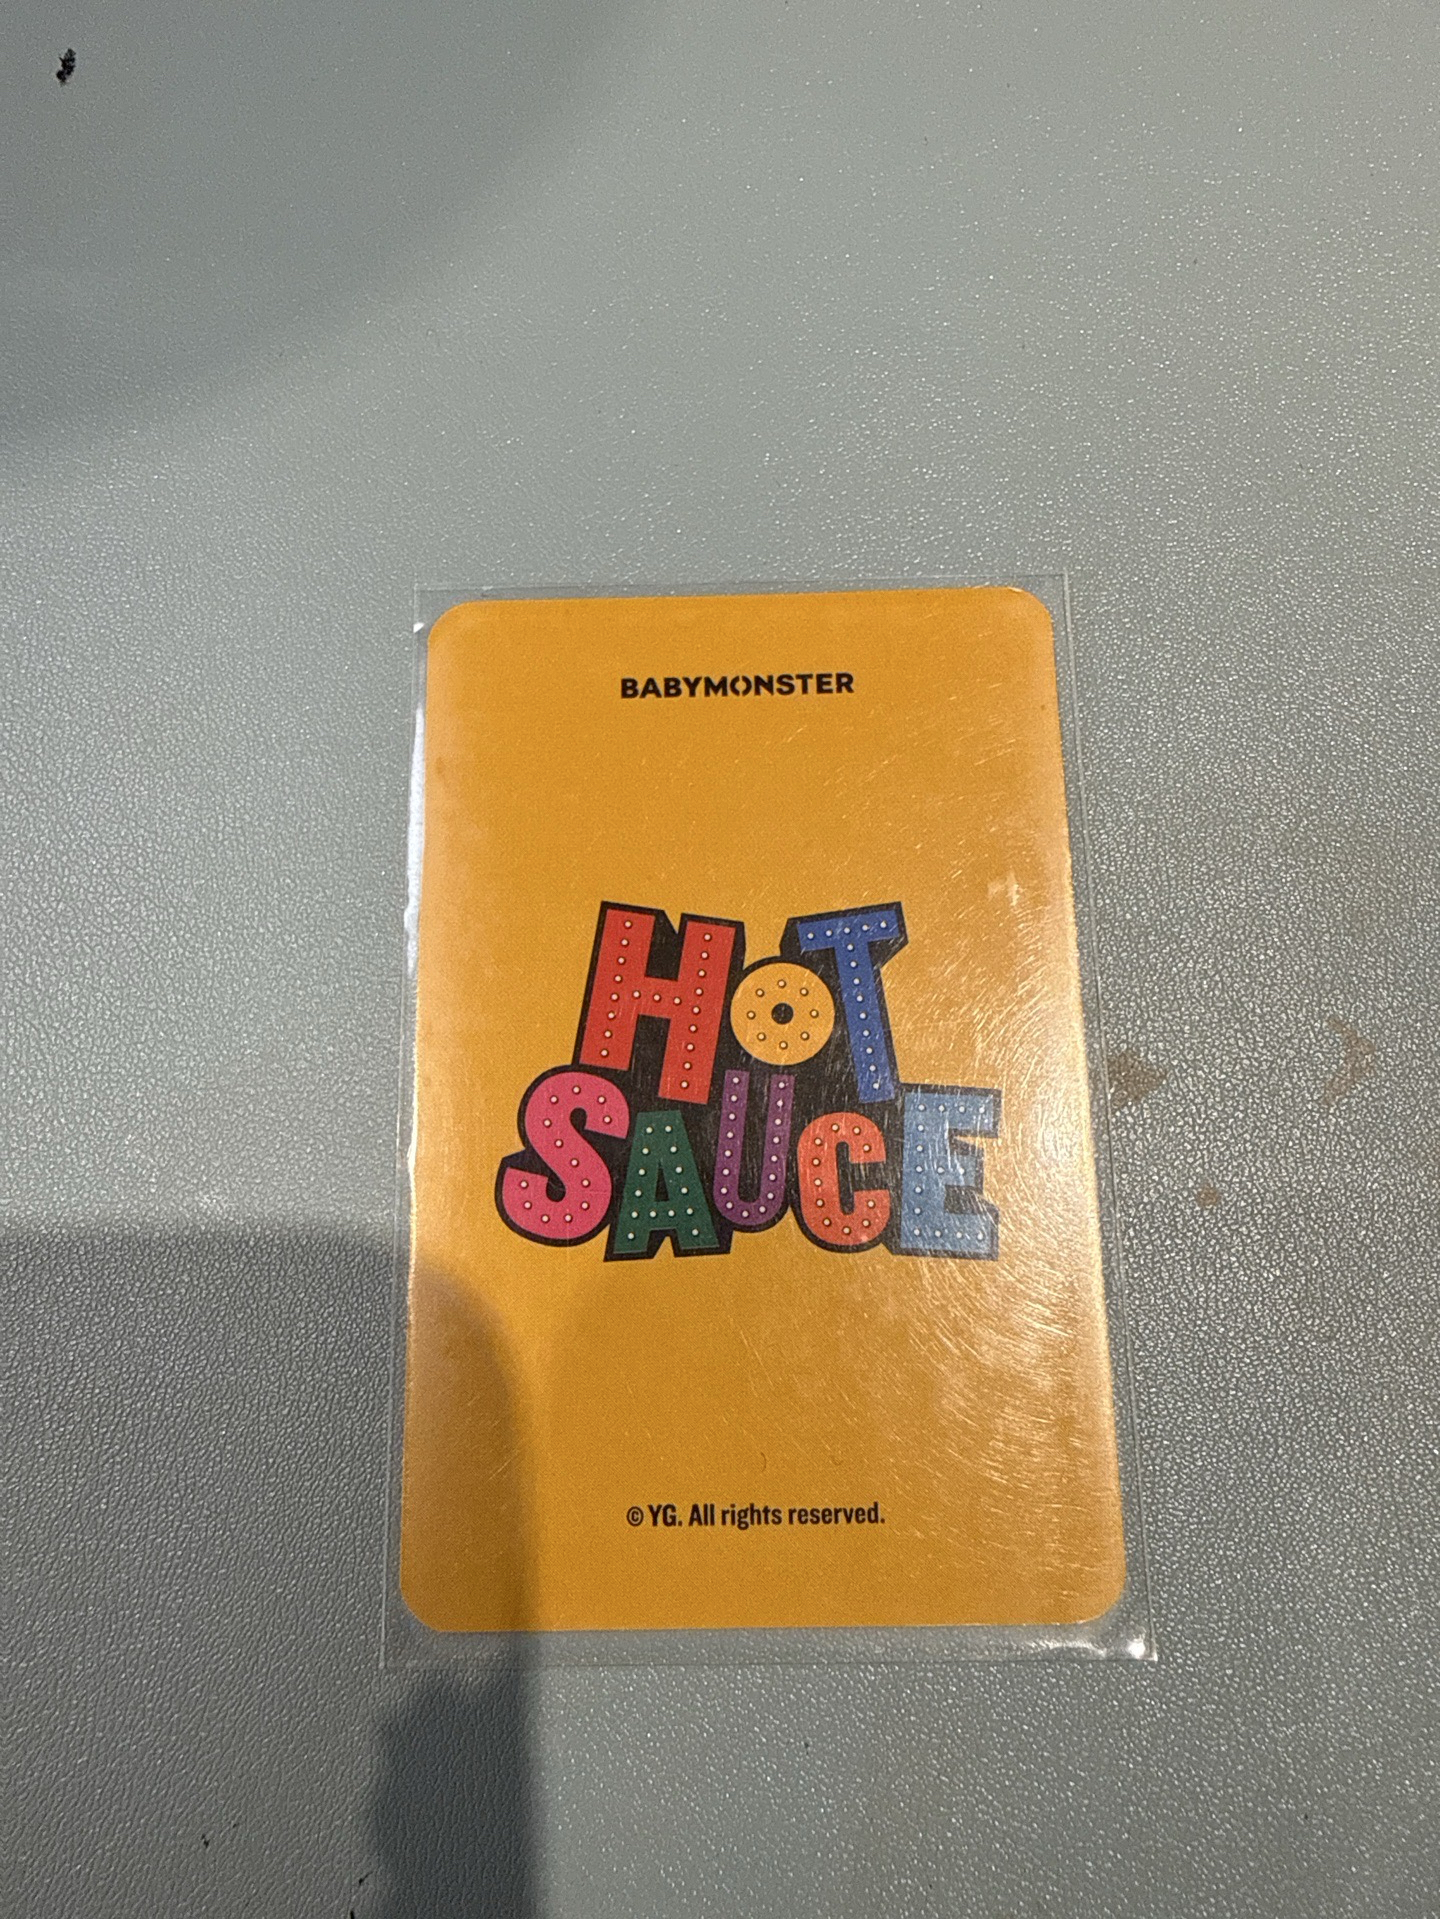 BABYMONSTER
HOT
SAUCE
© YG. All rights reserved.